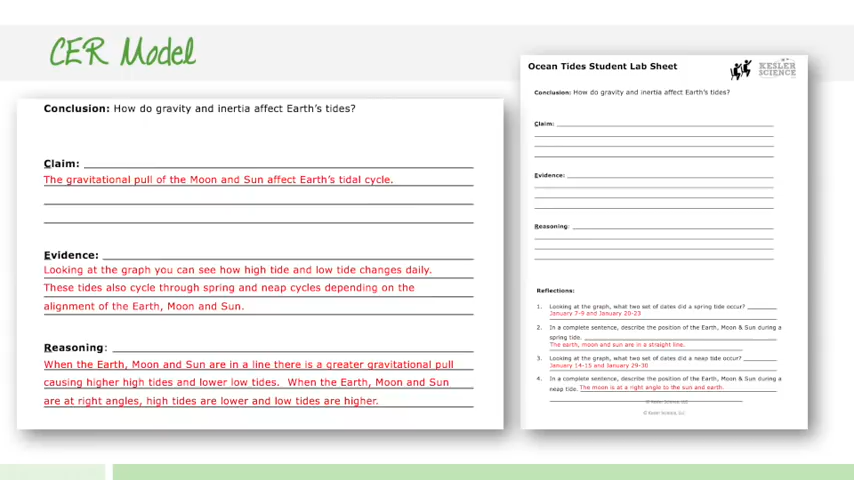 CER Model
Conclusion: How do gravity and inertia affect Earth's tides?
Claim:
The gravitational pull of the Moon and Sun affect Earth's tidal cycle.
Evidence:
Looking at the graph you can see how high tide and low tide changes daily.
These tides also cycle through spring and neap cycles depending on the
alignment of the Earth, Moon and Sun.
Reasoning:
When the Earth, Moon and Sun are in a line there is a greater gravitational pull
causing higher high tides and lower low tides. When the Earth, Moon and Sun
are at right angles, high tides are lower and low tides are higher.
Ocean Tides Student Lab Sheet
KESLER
SCIENCE
Conclusion: How do gravity and inertia affect Earth's tides?
Claim:
Evidence:
Reasoning:
Reflections:
1. Looking at the graph, what two set of dates did a spring tide occur?
January 7-9 and January 20-23
2. In a complete sentence, describe the position of the Earth, Moon & Sun during a
spring tide.
The earth, moon and sun are in a straight line.
3. Looking at the graph, what two set of dates did a neap tide occur?
January 14-15 and January 29-30
4. In a complete sentence, describe the position of the Earth, Moon & Sun during a
neap tide. The moon is at a right angle to the sun and earth.
© Kesler Science, LLC
© Kesler Science, LLC